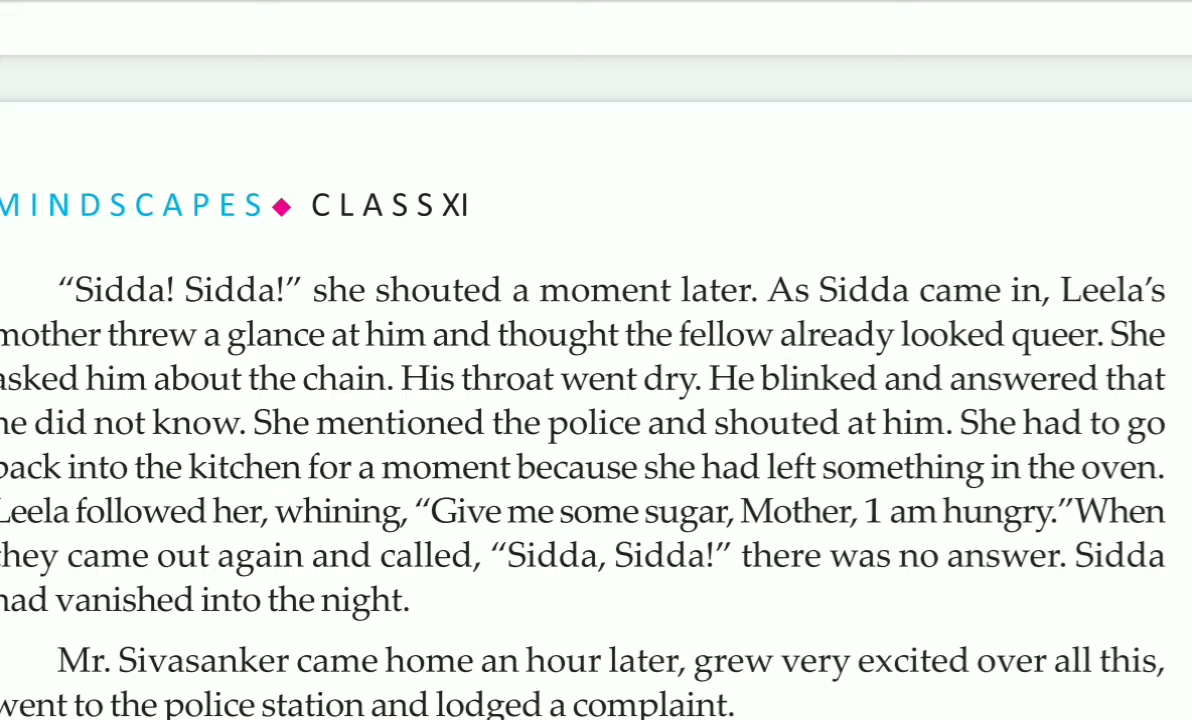 MINDSCAPES◆ CLASS XI
“Sidda! Sidda!” she shouted a moment later. As Sidda came in, Leela’s
mother threw a glance at him and thought the fellow already looked queer. She
asked him about the chain. His throat went dry. He blinked and answered that
he did not know. She mentioned the police and shouted at him. She had to go
back into the kitchen for a moment because she had left something in the oven.
Leela followed her, whining, “Give me some sugar, Mother, 1 am hungry.”When
they came out again and called, “Sidda, Sidda!” there was no answer. Sidda
had vanished into the night.
Mr. Sivasanker came home an hour later, grew very excited over all this,
went to the police station and lodged a complaint.